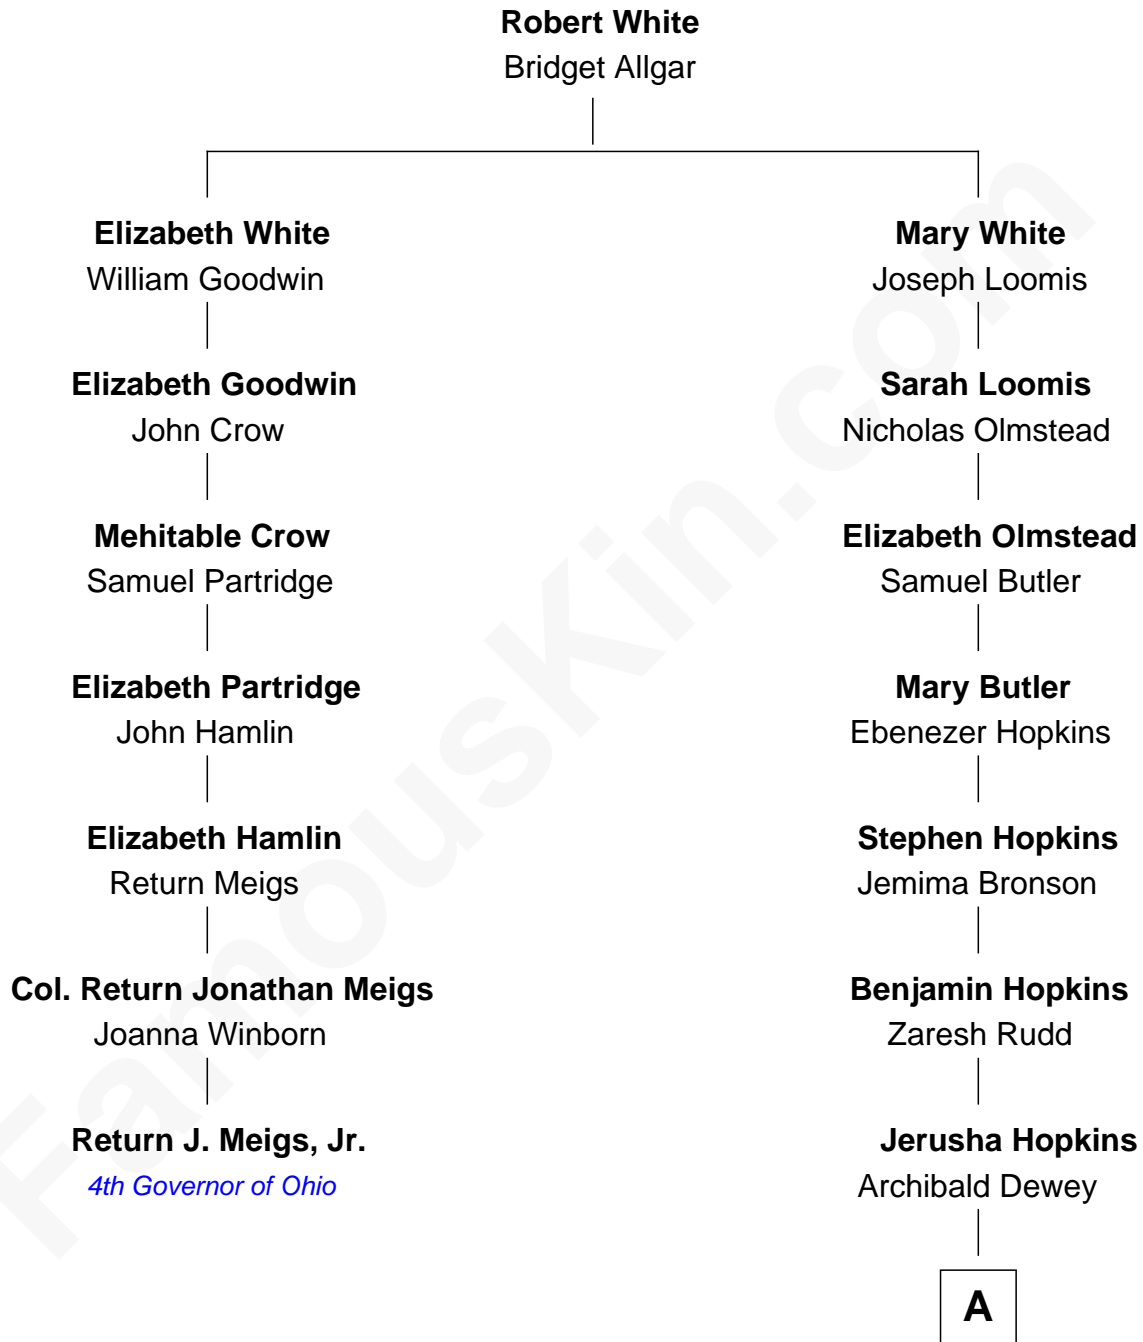 Robert White
Bridget Allgar
Elizabeth White
William Goodwin
Mary White
Joseph Loomis
Elizabeth Goodwin
John Crow
Sarah Loomis
Nicholas Olmstead
Mehitable Crow
Samuel Partridge
Elizabeth Olmstead
Samuel Butler
Elizabeth Partridge
John Hamlin
Mary Butler
Ebenezer Hopkins
Elizabeth Hamlin
Return Meigs
Stephen Hopkins
Jemima Bronson
Col. Return Jonathan Meigs
Joanna Winborn
Benjamin Hopkins
Zaresh Rudd
Return J. Meigs, Jr.
4th Governor of Ohio
Jerusha Hopkins
Archibald Dewey
A
FamousKin.com